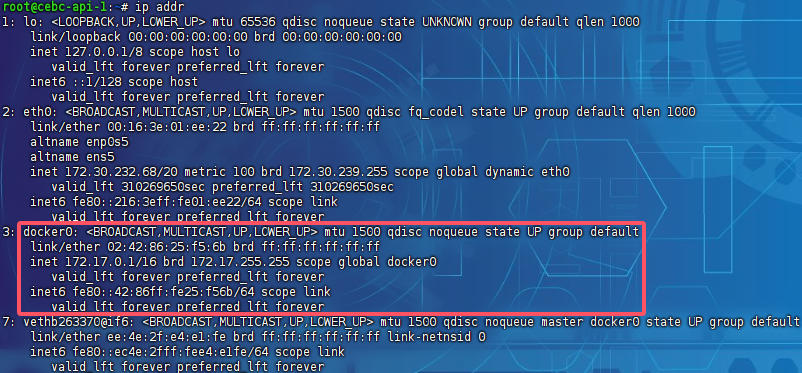 root@cebc-api-1:~# ip addr
1: lo: <LOOPBACK,UP,LOWER_UP> mtu 65536 qdisc noqueue state UNKNOWN group default qlen 1000
link/loopback 00:00:00:00:00:00 brd 00:00:00:00:00:00
inet 127.0.0.1/8 scope host lo
valid_lft forever preferred_lft forever
inet6 ::1/128 scope host
valid_lft forever preferred_lft forever
2: eth0: <BROADCAST,MULTICAST,UP,LOWER_UP> mtu 1500 qdisc fq_codel state UP group default qlen 1000
link/ether 00:16:3e:01:ee:22 brd ff:ff:ff:ff:ff:ff
altname enp0s5
altname ens5
inet 172.30.232.68/20 metric 100 brd 172.30.239.255 scope global dynamic eth0
valid_lft 310269650sec preferred_lft 310269650sec
inet6 fe80::216:3eff:fe01:ee22/64 scope link
valid_lft forever preferred_lft forever
3: docker0: <BROADCAST,MULTICAST,UP,LOWER_UP> mtu 1500 qdisc noqueue state UP group default
link/ether 02:42:86:25:f5:6b brd ff:ff:ff:ff:ff:ff
inet 172.17.0.1/16 brd 172.17.255.255 scope global docker0
valid_lft forever preferred_lft forever
inet6 fe80::42:86ff:fe25:f56b/64 scope link
valid_lft forever preferred_lft forever
7: vethb263370@if6: <BROADCAST,MULTICAST,UP,LOWER_UP> mtu 1500 qdisc noqueue master docker0 state UP group default
link/ether ee:4e:2f:e4:e1:fe brd ff:ff:ff:ff:ff:ff link-netnsid 0
inet6 fe80::ec4e:2fff:fee4:e1fe/64 scope link
valid_lft forever preferred_lft forever